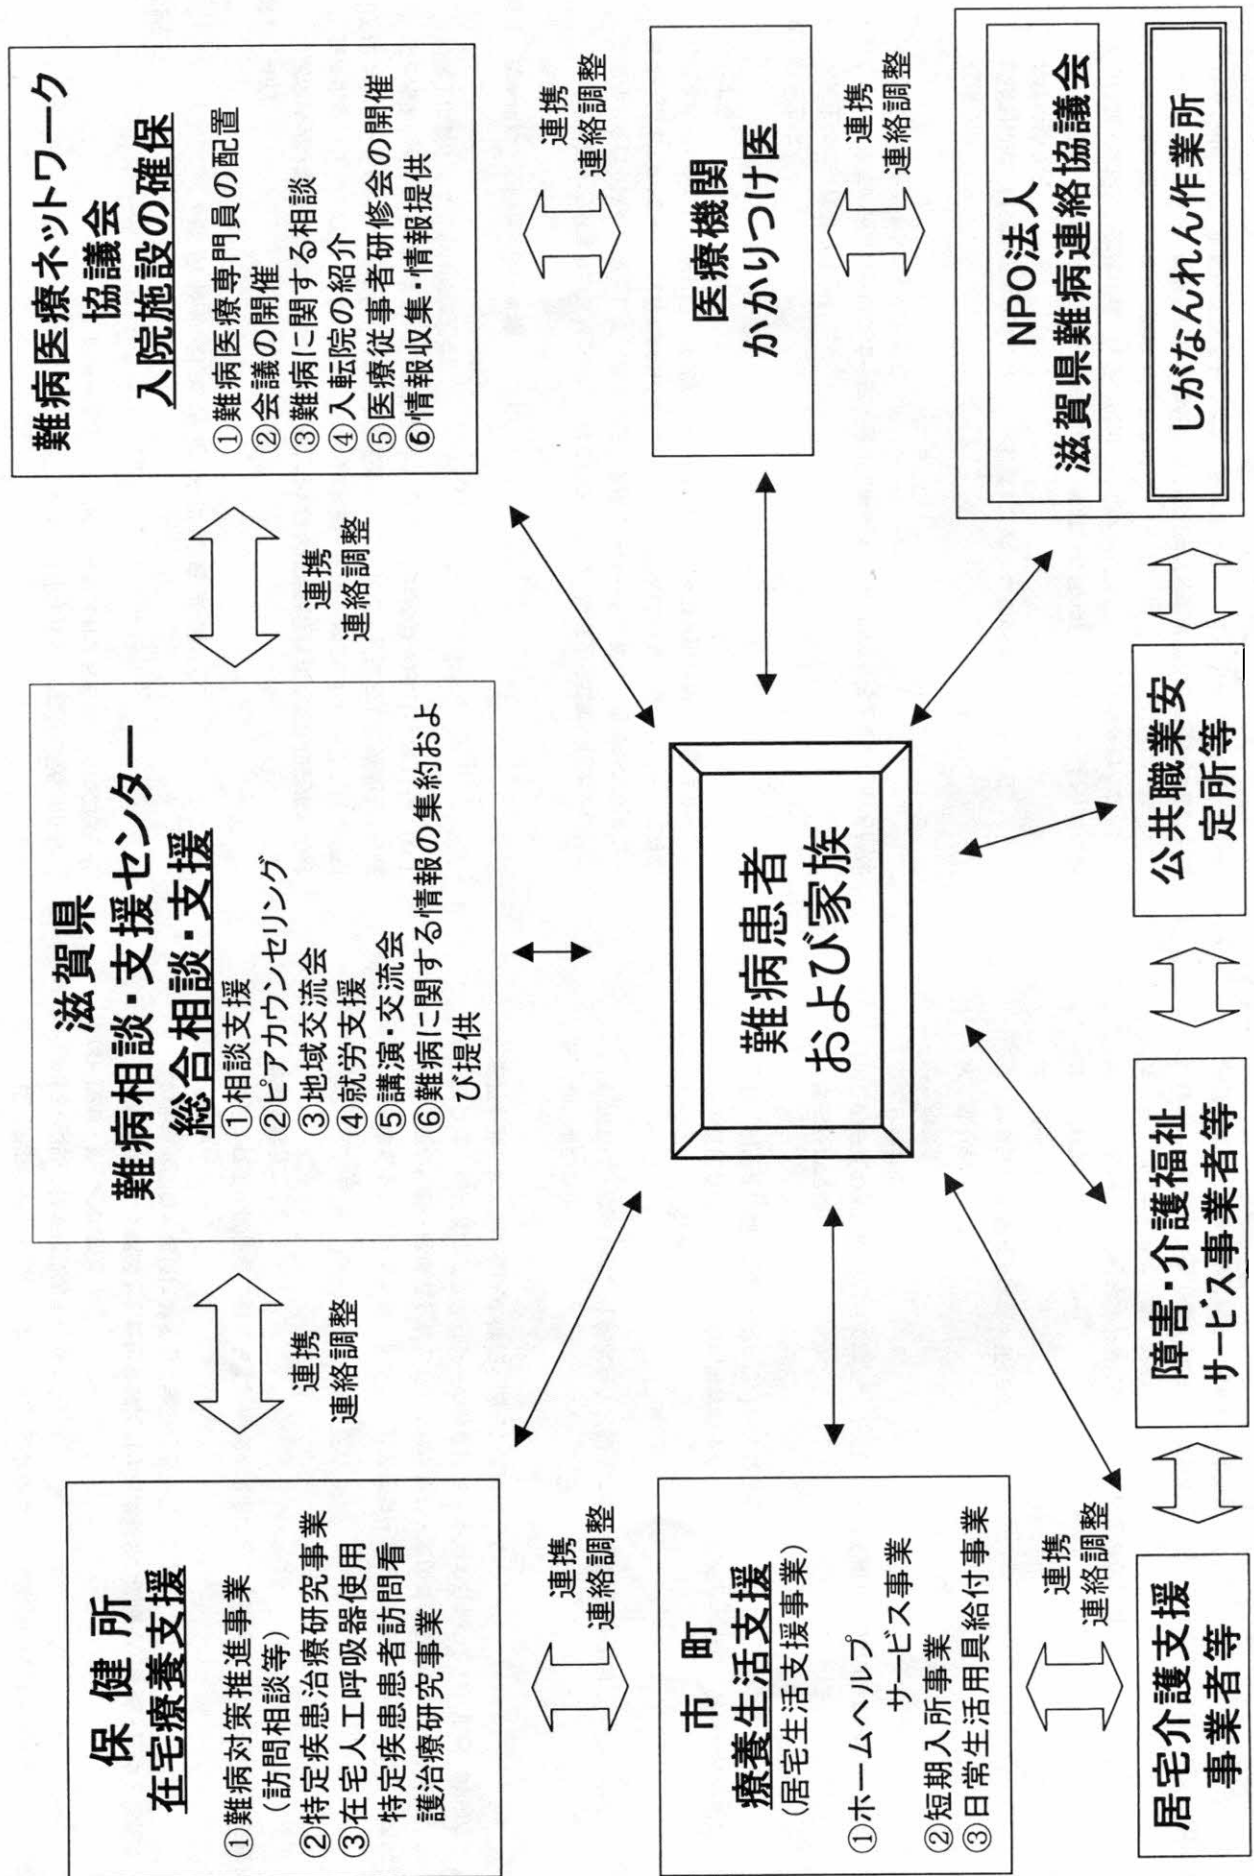 保 健 所
在宅療養支援
①難病対策推進事業
(訪問相談等)
②特定疾患治療研究事業
③在宅人工呼吸器使用
特定疾患患者訪問看
護治療研究事業
連携
連絡調整
滋賀県
難病相談・支援センター
総合相談・支援
①相談支援
②ピアカウンセリング
③地域交流会
④就労支援
⑤講演・交流会
⑥難病に関する情報の集約およ
び提供
連携
連絡調整
難病医療ネットワーク
協議会
入院施設の確保
①難病医療専門員の配置
②会議の開催
③難病に関する相談
④入転院の紹介
⑤医療従事者研修会の開催
⑥情報収集・情報提供
連携
連絡調整
連携
連絡調整
市 町
療養生活支援
(居宅生活支援事業)
①ホームヘルプ
サービス事業
②短期入所事業
③日常生活用具給付事業
難病患者
および家族
医療機関
かかりつけ医
連携
連絡調整
連携
連絡調整
居宅介護支援
事業者等
障害・介護福祉
サービス事業者等
公共職業安
定所等
NPO法人
滋賀県難病連絡協議会
しがなんれん作業所